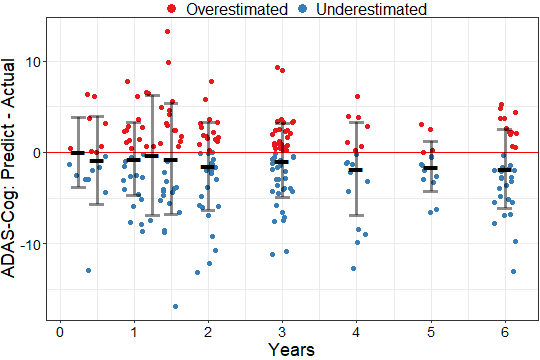 Overestimated Underestimated
ADAS-Cog: Predict - Actual
10
0
-10
0 1 2 3 4 5 6
Years